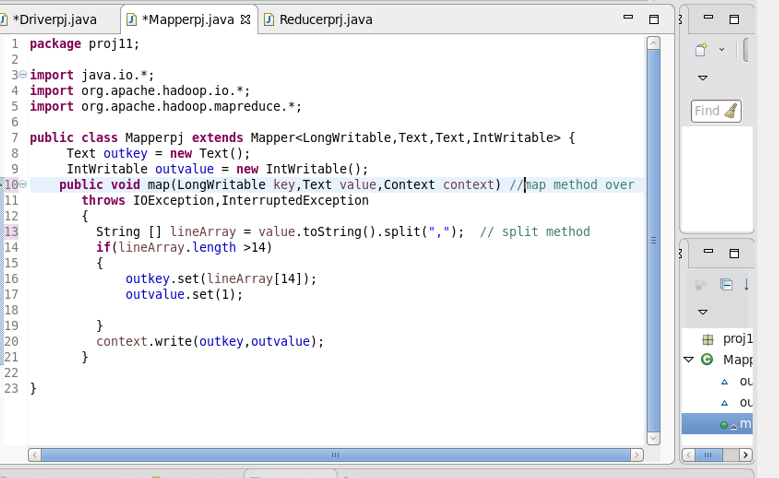 *Driverpj.java
*Mapperpj.java
Reducerprj.java
1 package proj11;
2
3 import java.io.*;
4 import org.apache.hadoop.io.*;
5 import org.apache.hadoop.mapreduce.*;
6
7 public class Mapperpj extends Mapper<LongWritable,Text,Text,IntWritable> {
8 Text outkey = new Text();
9 IntWritable outvalue = new IntWritable();
10 public void map(LongWritable key,Text value,Context context) //map method over
11 throws IOException,InterruptedException
12 {
13 String [] lineArray = value.toString().split(","); // split method
14 if(lineArray.length >14)
15 {
16 outkey.set(lineArray[14]);
17 outvalue.set(1);
18
19 }
20 context.write(outkey,outvalue);
21 }
22
23 }
Find
proj1
Mapp
ou
ou
m